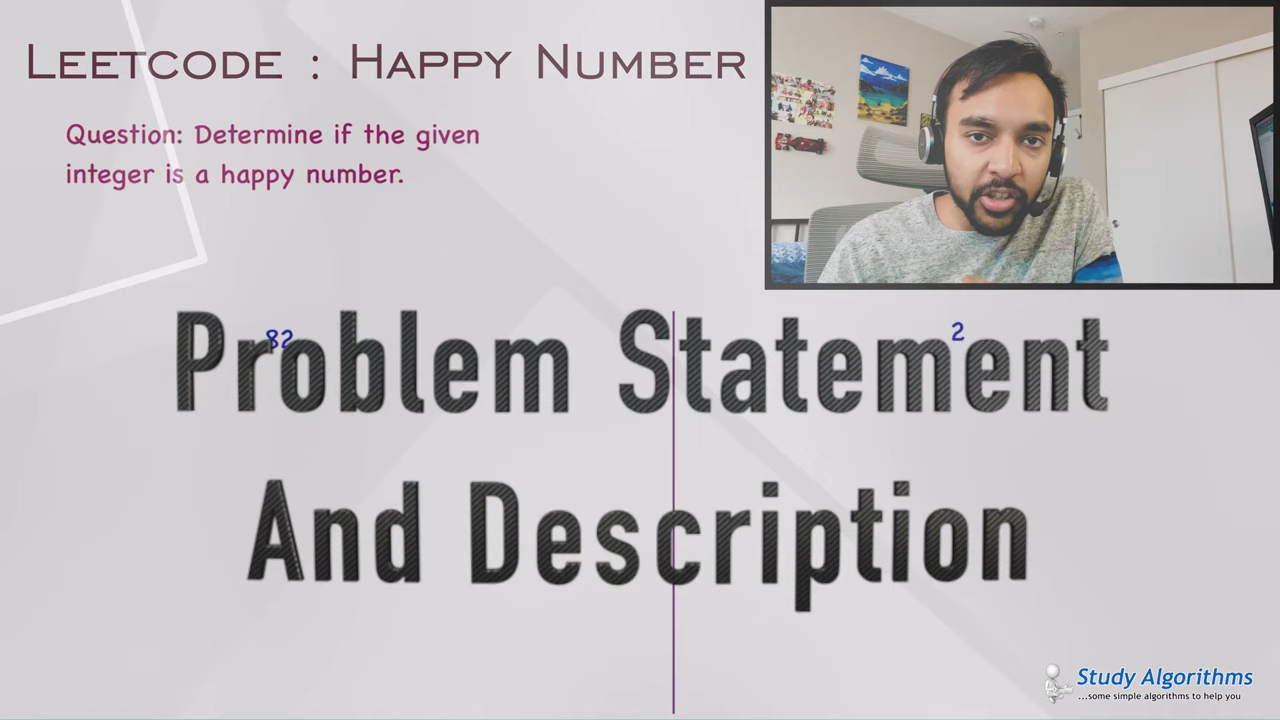 Leetcode : Happy Number
Question: Determine if the given
integer is a happy number.
82
2
Problem Statement
And Description
Study Algorithms
...some simple algorithms to help you